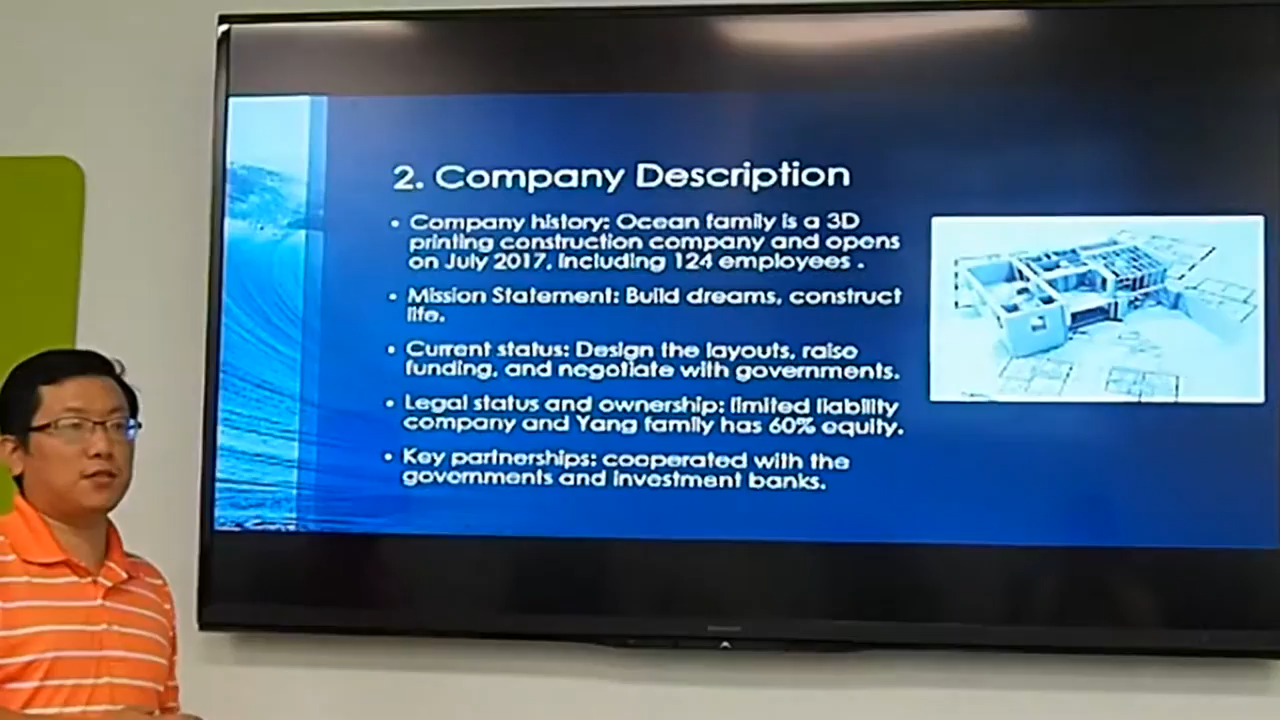 2. Company Description
• Company history: Ocean family is a 3D
printing construction company and opens
on July 2017, including 124 employees .
• Mission Statement: Build dreams, construct
life.
• Current status: Design the layouts, raise
funding, and negotiate with governments.
• Legal status and ownership: limited liability
company and Yang family has 60% equity.
• Key partnerships: cooperated with the
governments and investment banks.